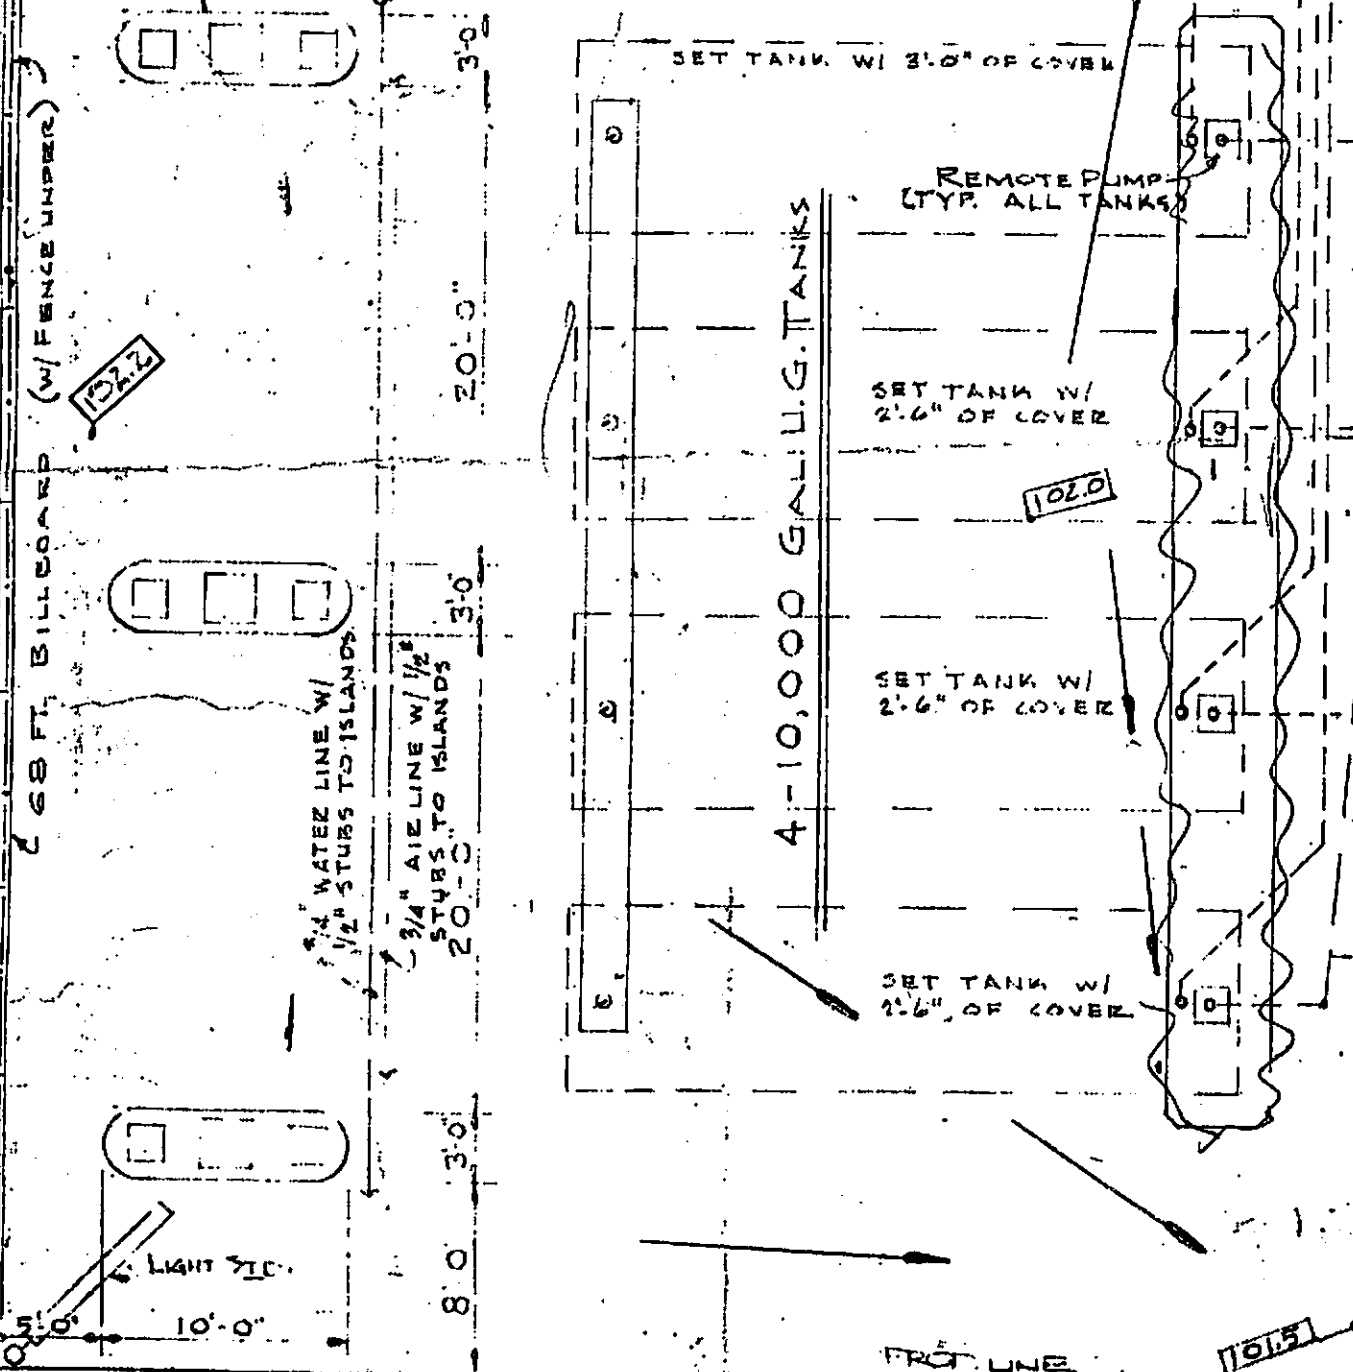 SET TANK W/ 3'.0" OF COVER
3'-0
REMOTE PUMP
(TYP. ALL TANKS)
68 FT. BILLBOARD (W/ FENCE UNDER)
20'-0"
4-10,000 GAL. U.G. TANKS
SET TANK W/
2'.6" OF COVER
102.0
3'-0"
SET TANK W/
2'.6" OF COVER
3/4" WATER LINE W/
1/2" STUBS TO ISLANDS
3/4" AIR LINE W/ 1/2"
STUBS TO ISLANDS
20'-0"
SET TANK W/
2'.6" OF COVER
3'-0"
LIGHT
8'0
5'.0"
10'-0"
LINE
101.5